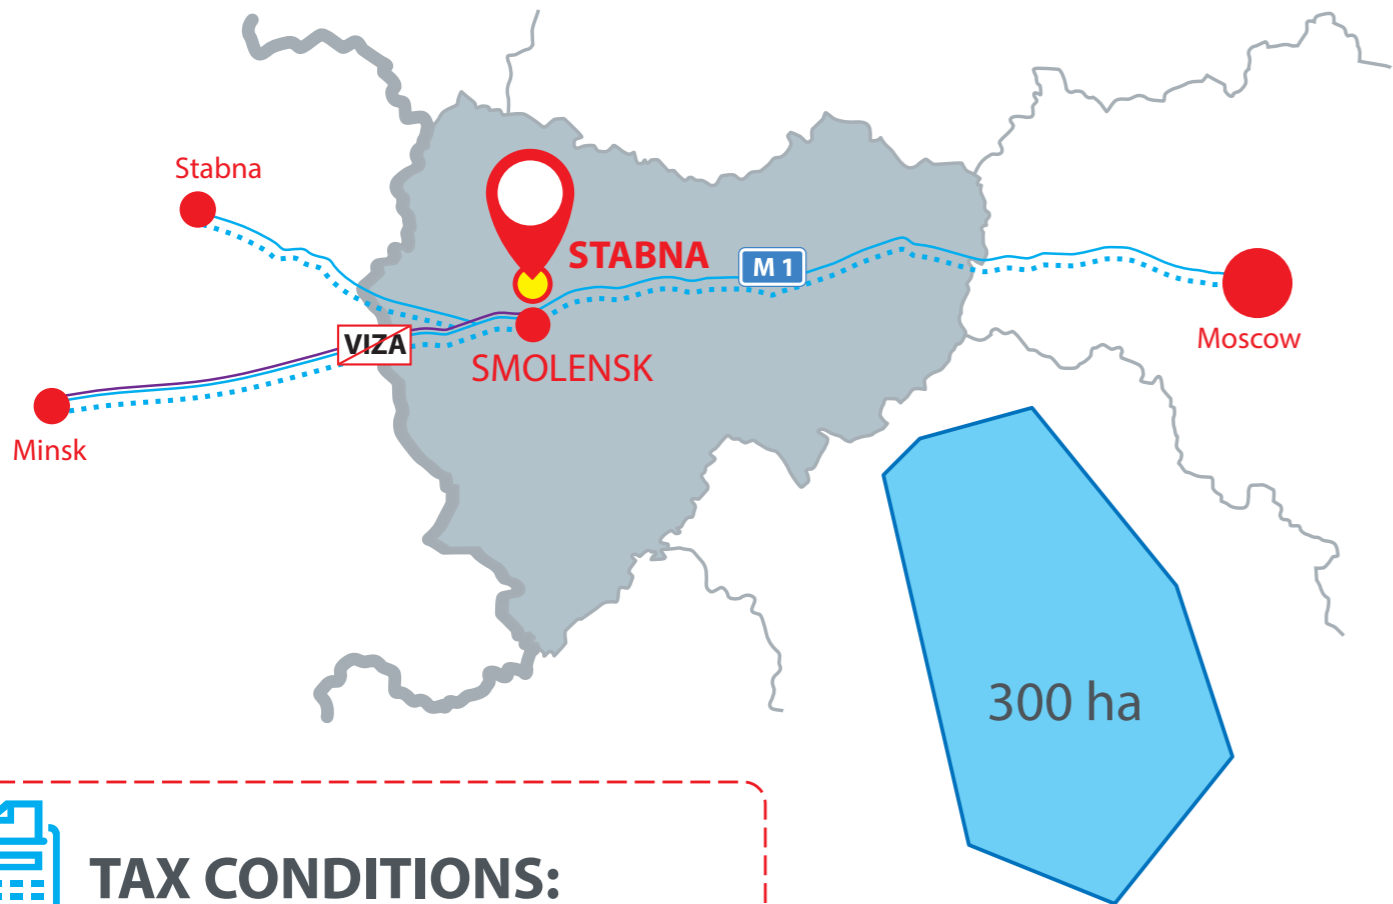 Stabna
STABNA
M 1
VIZA
SMOLENSK
Moscow
Minsk
300 ha
TAX CONDITIONS: